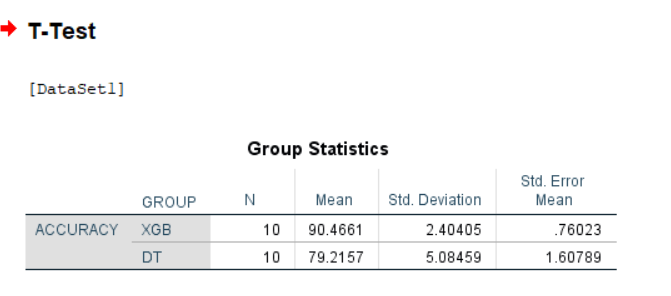 T-Test
[DataSet1]
Group Statistics
GROUP N Mean Std. Deviation Std. Error Mean
ACCURACY XGB 10 90.4661 2.40405 .76023
DT 10 79.2157 5.08459 1.60789